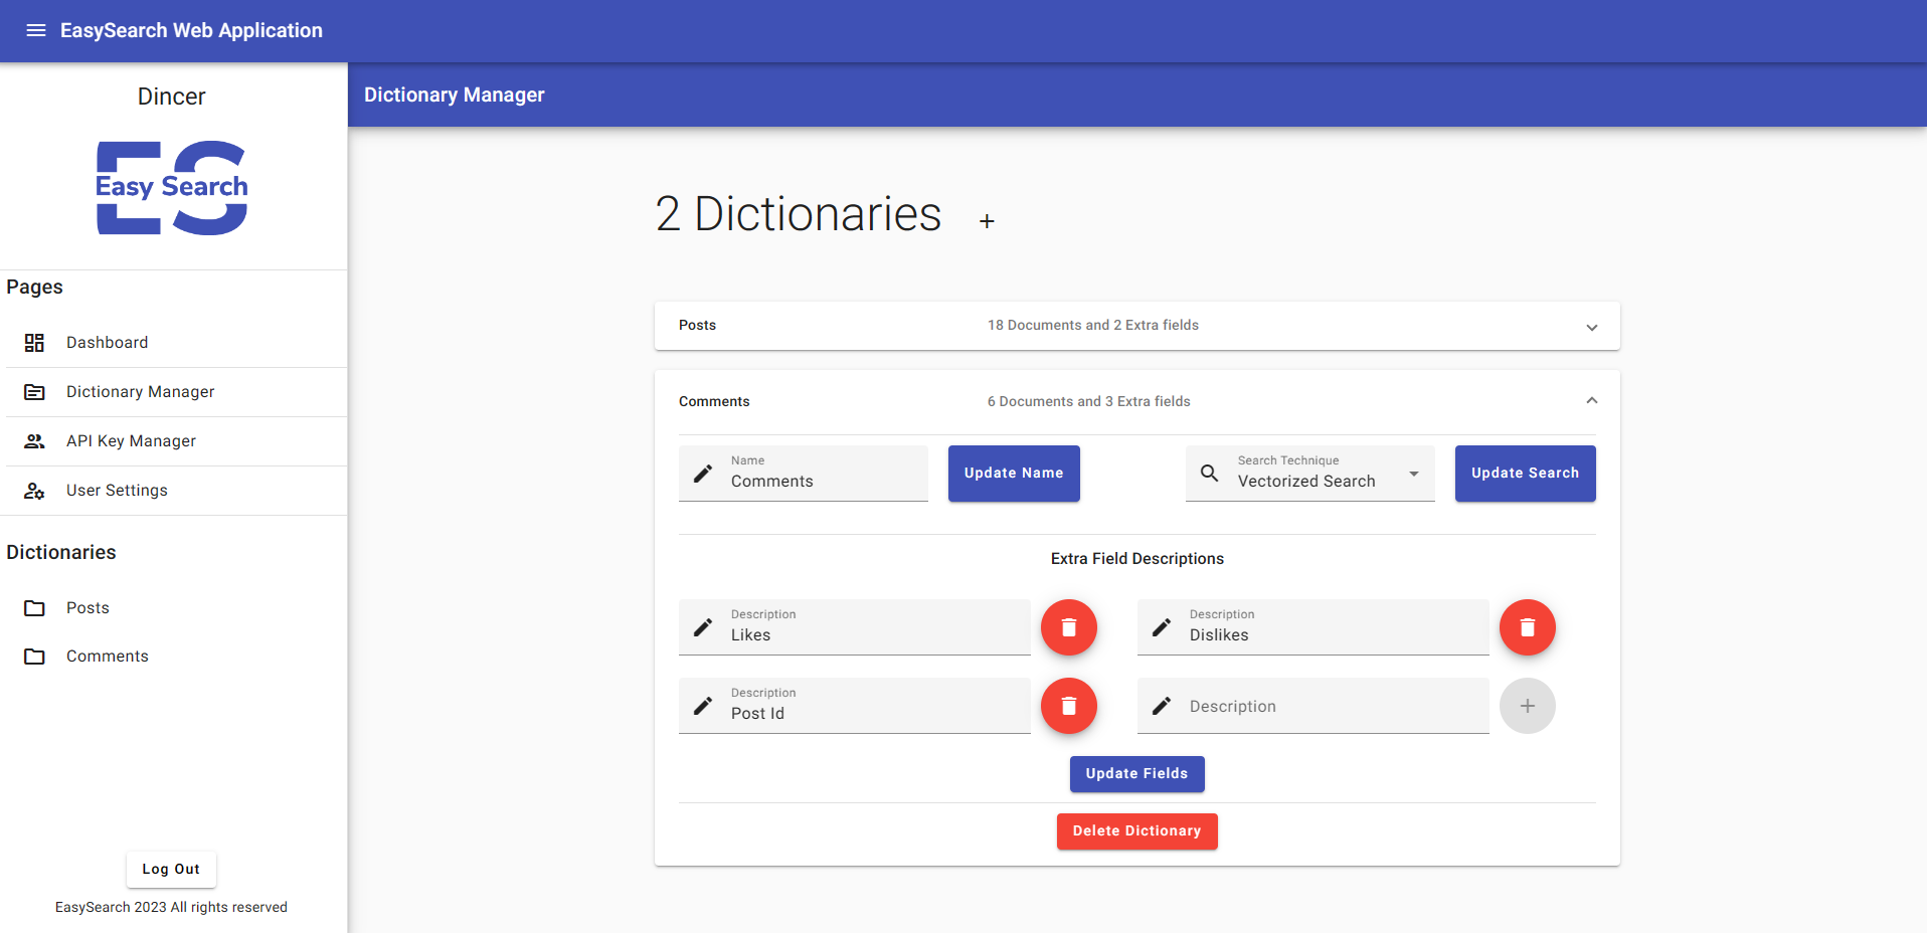 EasySearch Web Application
Dincer
ES
Easy Search
Pages
Dashboard
Dictionary Manager
API Key Manager
User Settings
Dictionaries
Posts
Comments
Log Out
EasySearch 2023 All rights reserved
Dictionary Manager
2 Dictionaries +
Posts 18 Documents and 2 Extra fields
Comments 6 Documents and 3 Extra fields
Name
Comments
Update Name
Search Technique
Vectorized Search
Update Search
Extra Field Descriptions
Description
Likes
Description
Dislikes
Description
Post Id
Description
Update Fields
Delete Dictionary